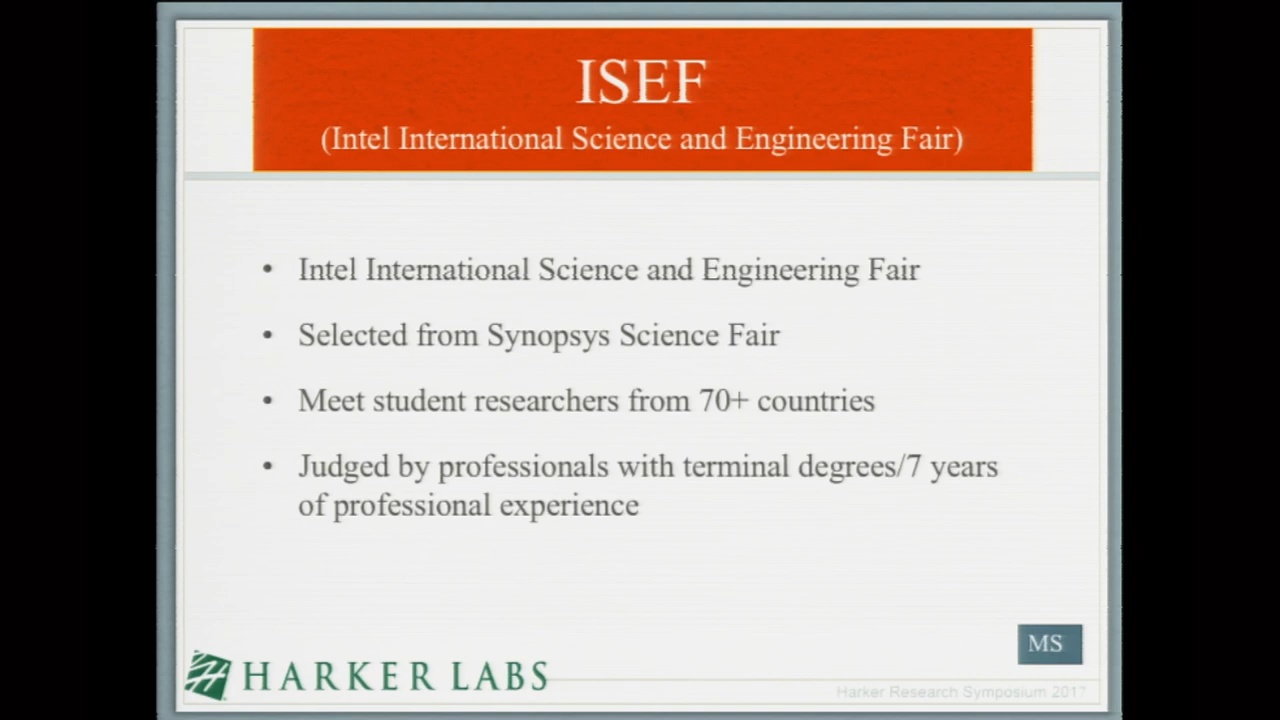 ISEF
(Intel International Science and Engineering Fair)
• Intel International Science and Engineering Fair
• Selected from Synopsys Science Fair
• Meet student researchers from 70+ countries
• Judged by professionals with terminal degrees/7 years
of professional experience
MS
HARKER LABS
Harker Research Symposium 2017